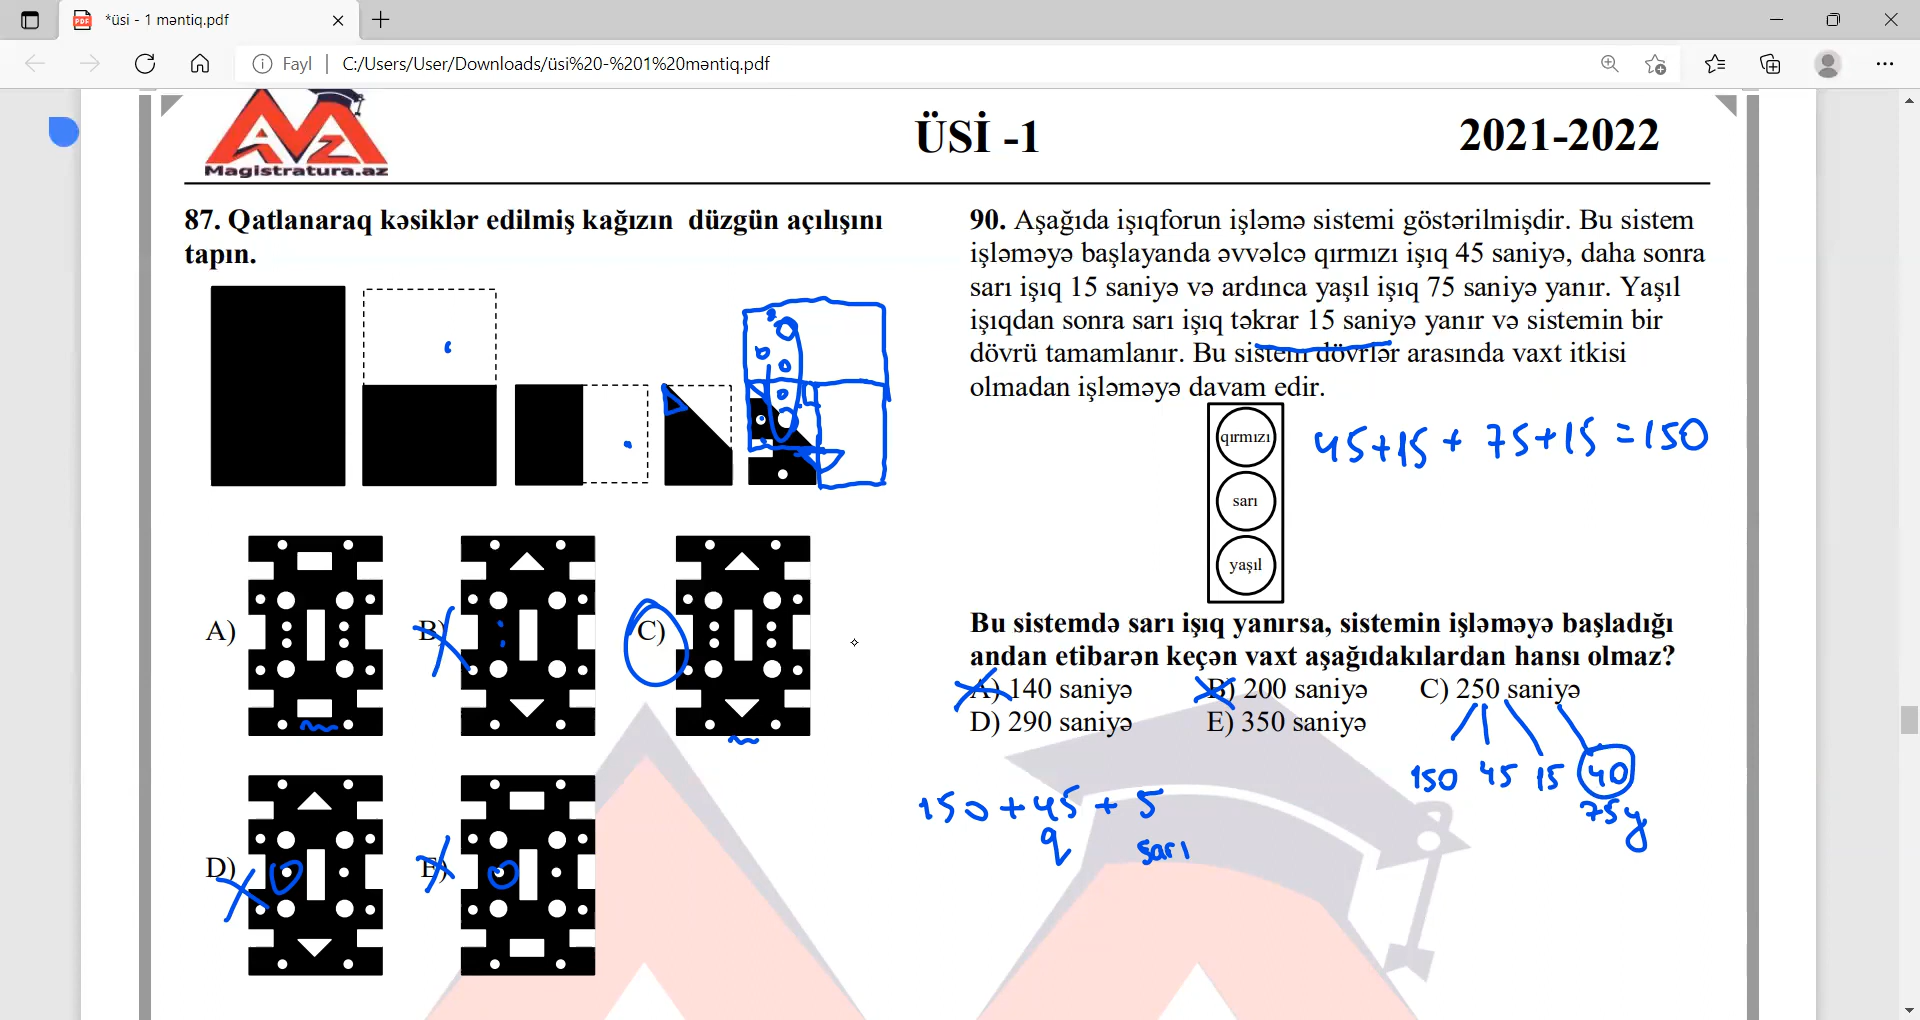 *üsi - 1 məntiq.pdf
Fayl | C:/Users/User/Downloads/üsi%20-%201%20məntiq.pdf
Magistratura.az
ÜSİ -1
2021-2022
87. Qatlanaraq kəsiklər edilmiş kağızın düzgün açılışını
tapın.
A)
B)
C)
D)
E)
90. Aşağıda işıqforun işləmə sistemi göstərilmişdir. Bu sistem
işləməyə başlayanda əvvəlcə qırmızı işıq 45 saniyə, daha sonra
sarı işıq 15 saniyə və ardınca yaşıl işıq 75 saniyə yanır. Yaşıl
işıqdan sonra sarı işıq təkrar 15 saniyə yanır və sistemin bir
dövrü tamamlanır. Bu sistem dövrlər arasında vaxt itkisi
olmadan işləməyə davam edir.
qırmızı
sarı
yaşıl
45+15 + 75+15 =150
Bu sistemdə sarı işıq yanırsa, sistemin işləməyə başladığı
andan etibarən keçən vaxt aşağıdakılardan hansı olmaz?
A) 140 saniyə B) 200 saniyə C) 250 saniyə
D) 290 saniyə E) 350 saniyə
150 45 15 40
75y
150 +45 + 5
q sarı